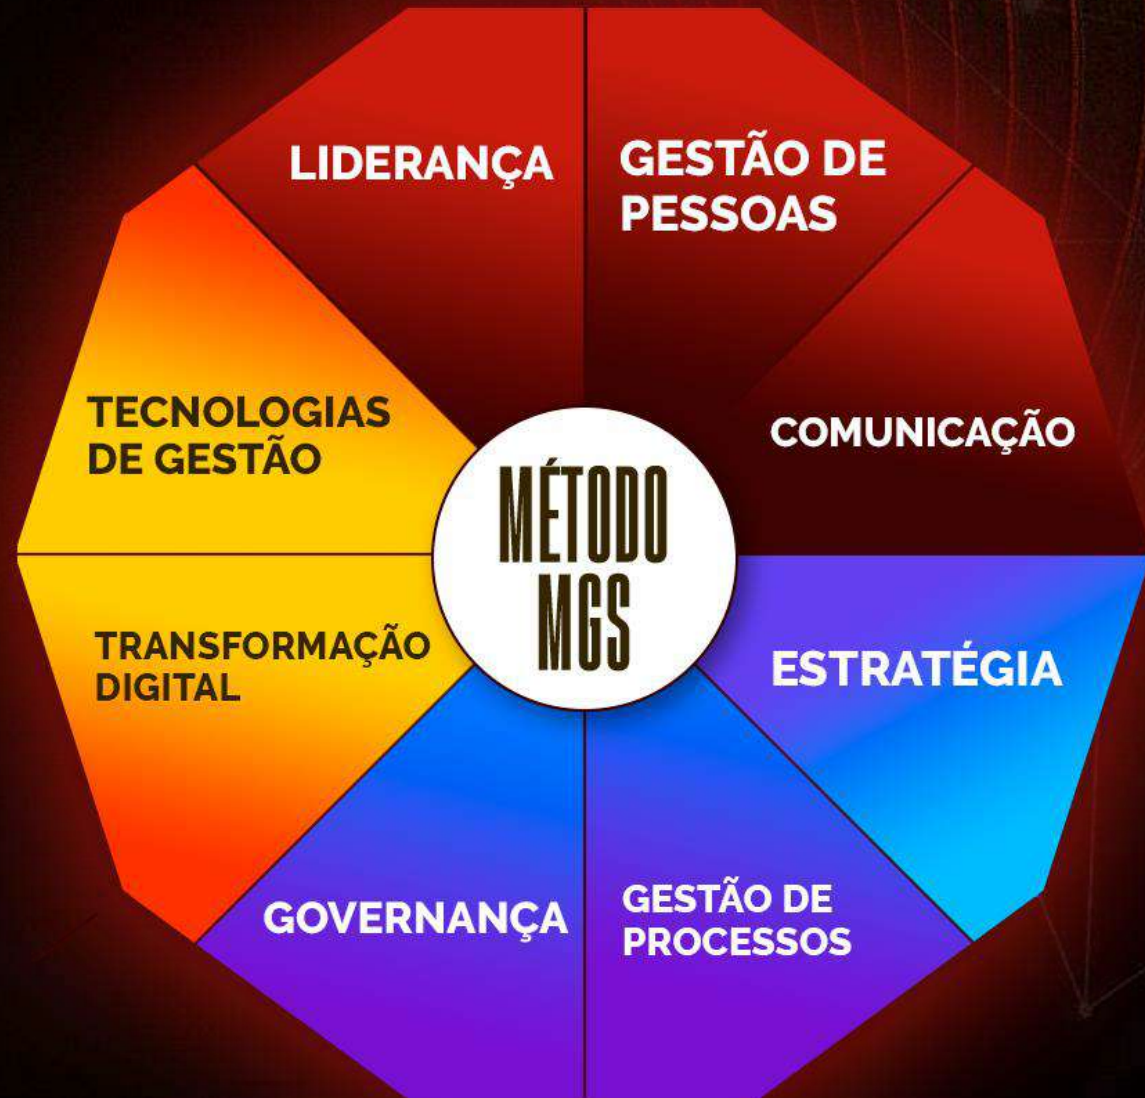 LIDERANÇA
GESTÃO DE
PESSOAS
COMUNICAÇÃO
TECNOLOGIAS
DE GESTÃO
MÉTODO
MGS
TRANSFORMAÇÃO
DIGITAL
ESTRATÉGIA
GOVERNANÇA
GESTÃO DE
PROCESSOS